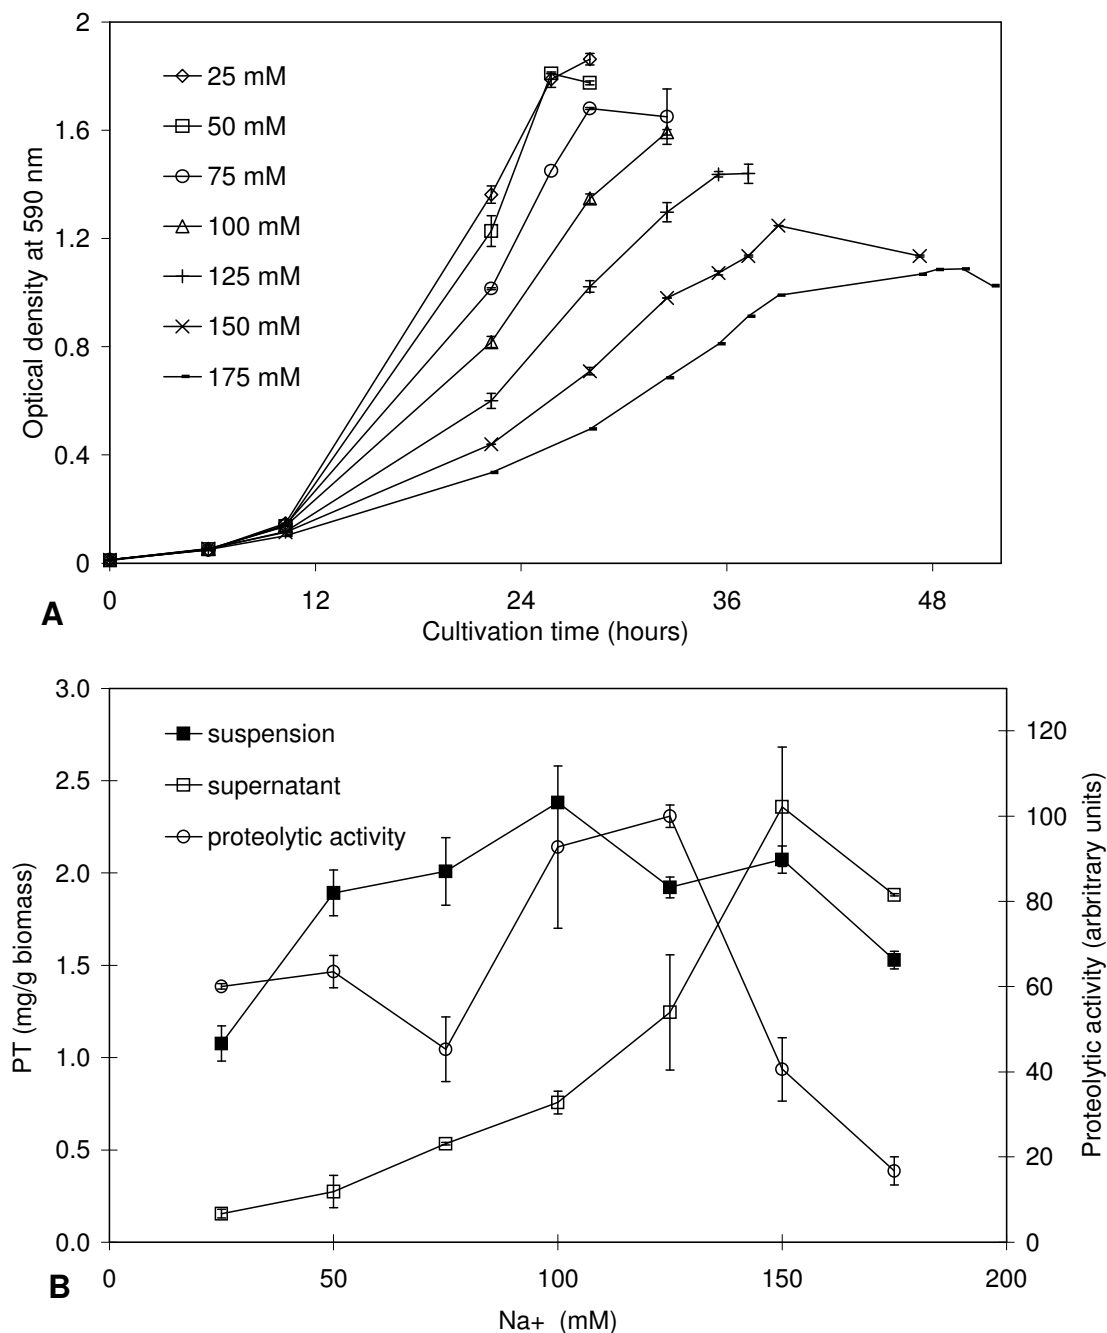 2
1.6
1.2
0.8
0.4
0
Optical density at 590 nm
25 mM
50 mM
75 mM
100 mM
125 mM
150 mM
175 mM
0 12 24 36 48
A
Cultivation time (hours)
3.0
2.5
2.0
1.5
1.0
0.5
0.0
PT (mg/g biomass)
suspension
supernatant
proteolytic activity
120
100
80
60
40
20
0
Proteolytic activity (arbritrary units)
0 50 100 150 200
B
Na+ (mM)